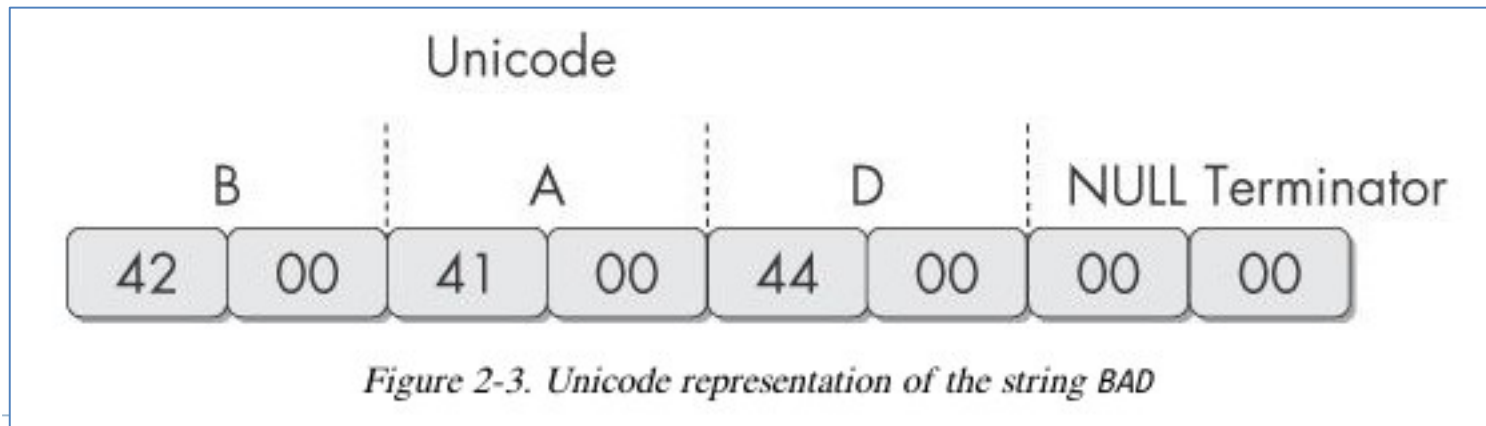 Unicode
B A D NULL Terminator
42 00 41 00 44 00 00 00
Figure 2-3. Unicode representation of the string BAD